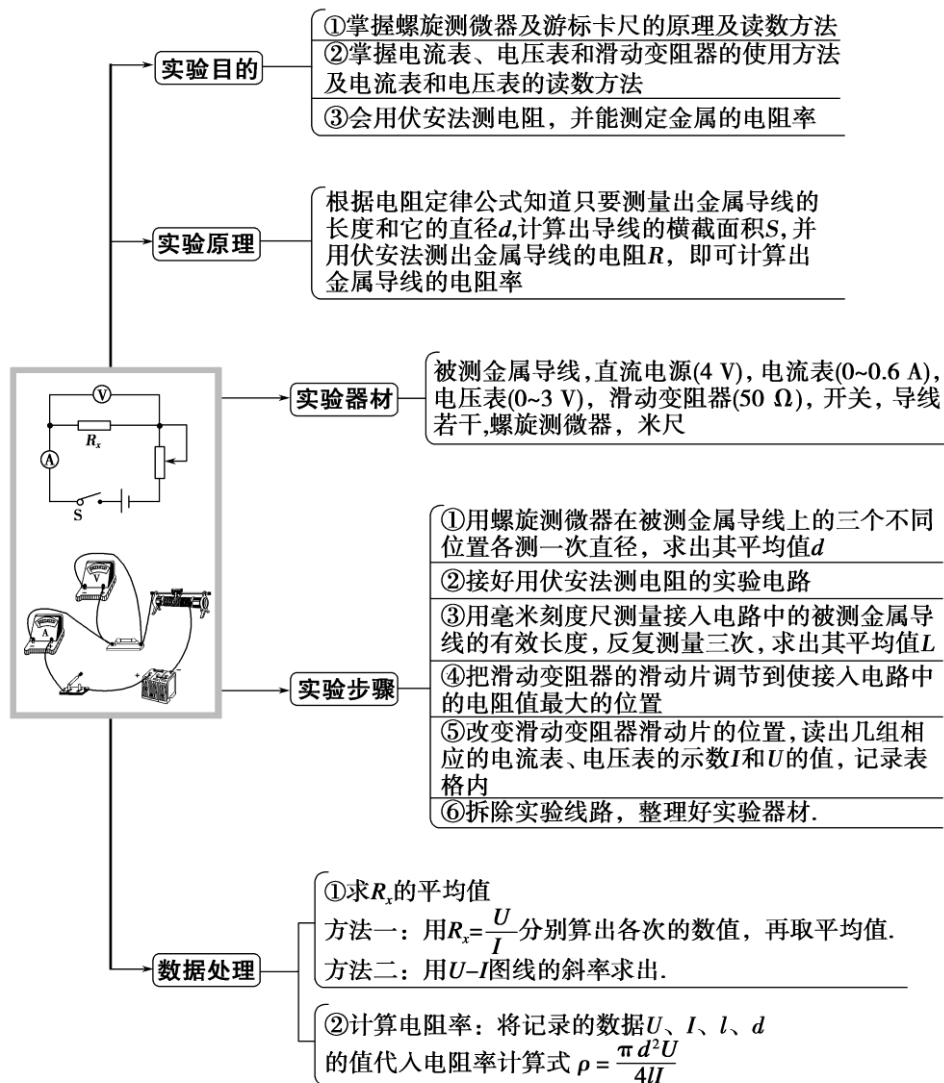 实验目的
①掌握螺旋测微器及游标卡尺的原理及读数方法
②掌握电流表、电压表和滑动变阻器的使用方法
及电流表和电压表的读数方法
③会用伏安法测电阻，并能测定金属的电阻率
实验原理
根据电阻定律公式知道只要测量出金属导线的
长度和它的直径d,计算出导线的横截面积S,并
用伏安法测出金属导线的电阻R，即可计算出
金属导线的电阻率
V
Rx
A
S
V
A
+ −
实验器材
被测金属导线,直流电源(4 V)，电流表(0~0.6 A),
电压表(0~3 V)，滑动变阻器(50 Ω)，开关，导线
若干,螺旋测微器，米尺
实验步骤
①用螺旋测微器在被测金属导线上的三个不同
位置各测一次直径，求出其平均值d
②接好用伏安法测电阻的实验电路
③用毫米刻度尺测量接入电路中的被测金属导
线的有效长度，反复测量三次，求出其平均值L
④把滑动变阻器的滑动片调节到使接入电路中
的电阻值最大的位置
⑤改变滑动变阻器滑动片的位置,读出几组相
应的电流表、电压表的示数I和U的值，记录表
格内
⑥拆除实验线路，整理好实验器材.
数据处理
①求Rx的平均值
方法一：用Rx=U/I分别算出各次的数值，再取平均值.
方法二：用U-I图线的斜率求出.
②计算电阻率：将记录的数据U、I、l、d
的值代入电阻率计算式 ρ=πd²U/4lI